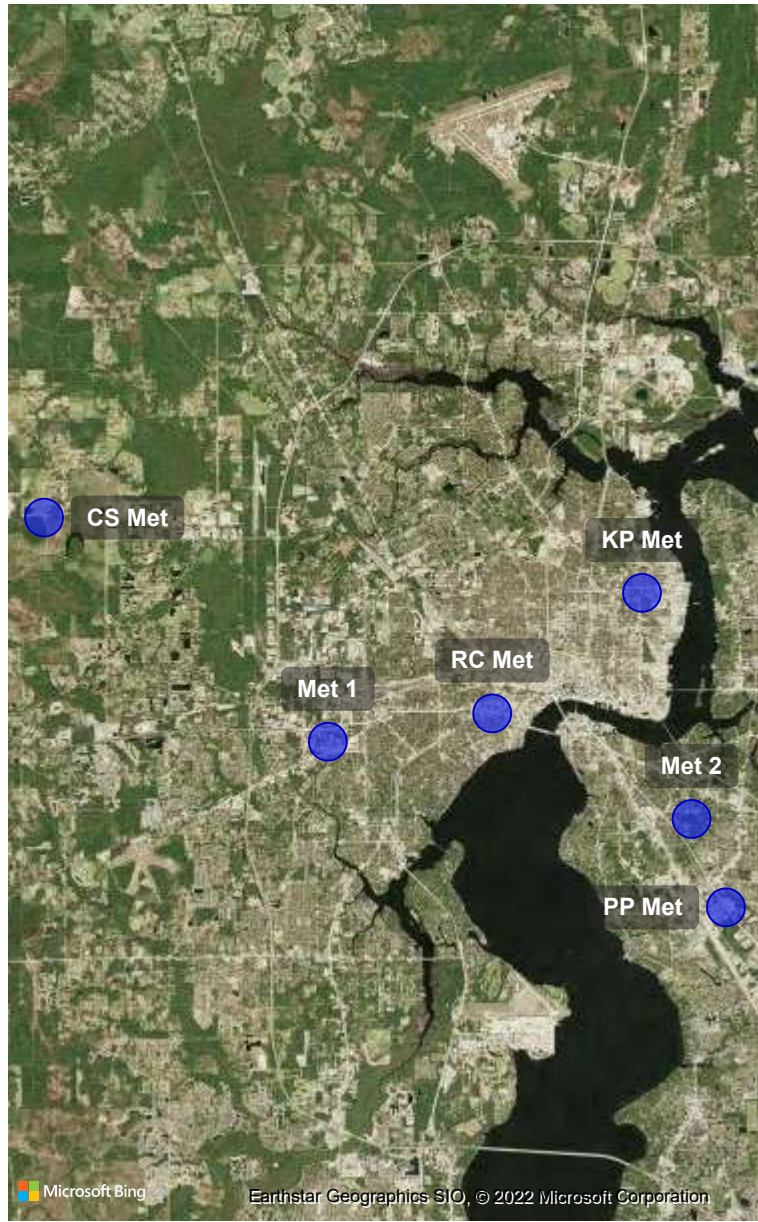 CS Met
KP Met
RC Met
Met 1
Met 2
PP Met
Microsoft Bing
Earthstar Geographics SIO, © 2022 Microsoft Corporation